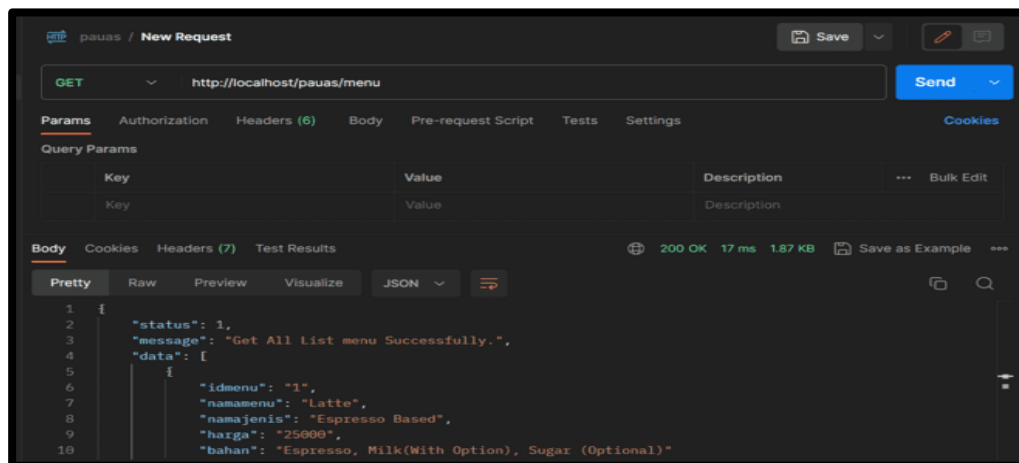 HTTP pauas / New Request Save
GET http://localhost/pauas/menu Send
Params Authorization Headers (6) Body Pre-request Script Tests Settings Cookies
Query Params
Key Value Description ••• Bulk Edit
Key Value Description
Body Cookies Headers (7) Test Results 200 OK 17 ms 1.87 KB Save as Example •••
Pretty Raw Preview Visualize JSON
1 {
2 "status": 1,
3 "message": "Get All List menu Successfully.",
4 "data": [
5 {
6 "idmenu": "1",
7 "namamenu": "Latte",
8 "namajenis": "Espresso Based",
9 "harga": "25000",
10 "bahan": "Espresso, Milk(With Option), Sugar (Optional)"